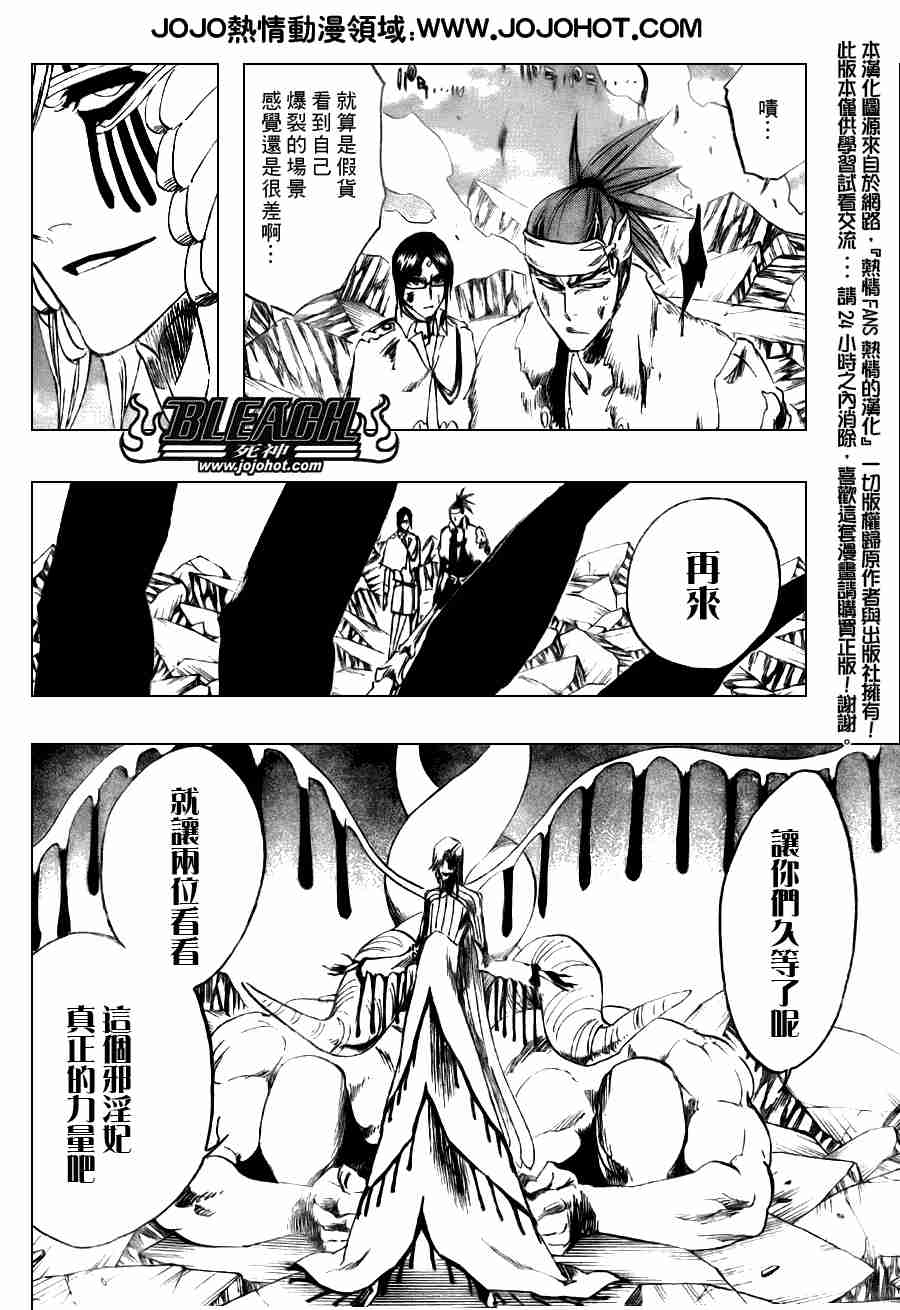 JOJO熱情動漫領域:WWW.JOJOHOT.COM
本漢化圖源來自於網路，『熱情FANS熱情的漢化』一切版權歸原作者與出版社擁有！
此版本僅供學習試看交流...請24小時之內消除，喜歡這套漫畫請購買正版！謝謝。
嘖…
就算是假貨
看到自己
爆裂的場景
感覺還是很差啊…
BLEACH
死神
www.jojohot.com
再來
讓你們久等了呢
就讓兩位看看
這個邪淫妃
真正的力量吧